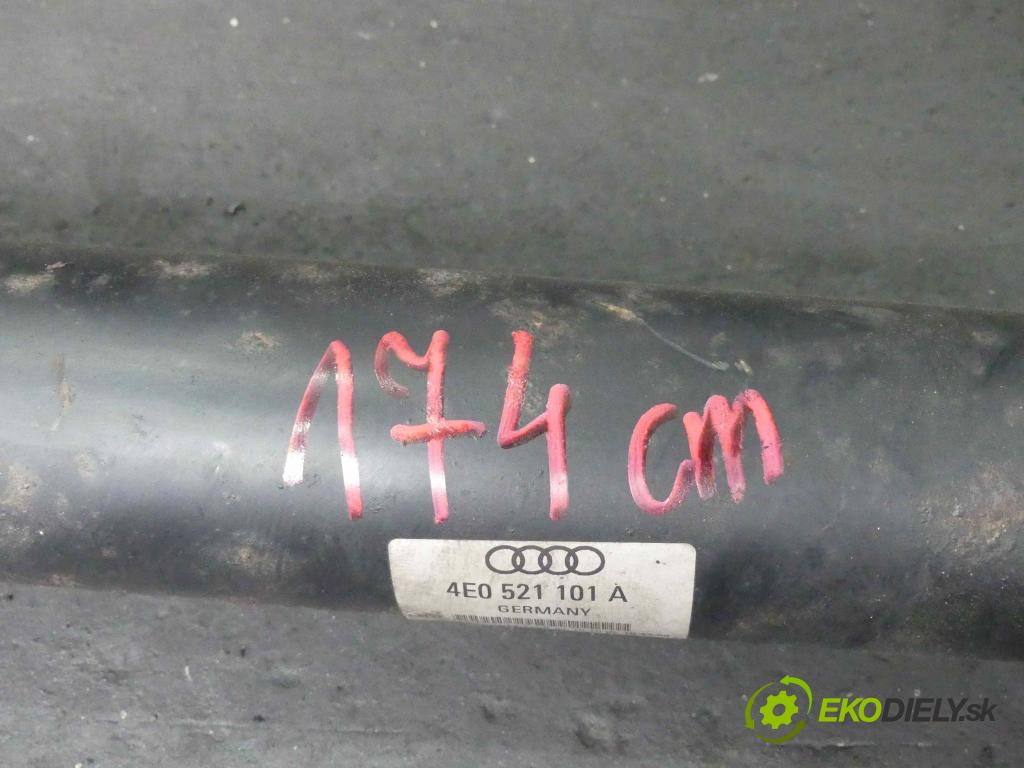 174 cm
4E0 521 101 A
GERMANY
EKODIELY.sk